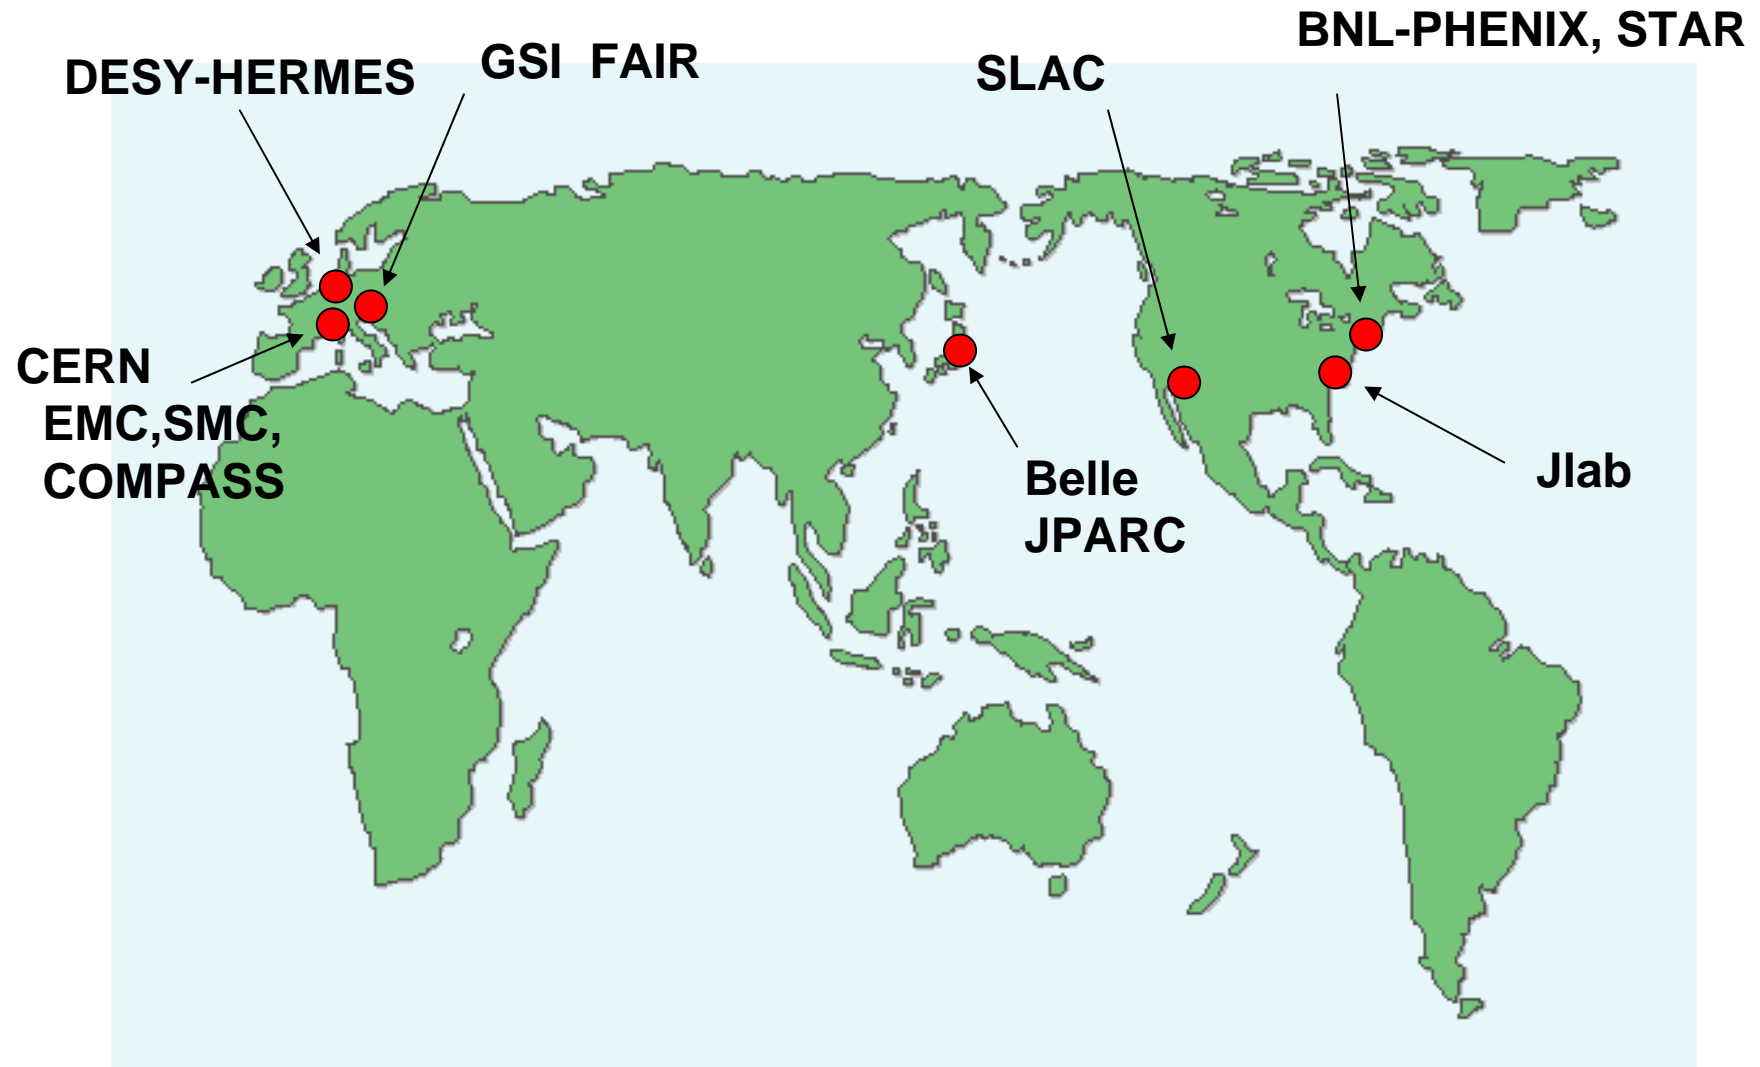 BNL-PHENIX, STAR
DESY-HERMES
GSI FAIR
SLAC
CERN
EMC,SMC,
COMPASS
Belle
JPARC
Jlab